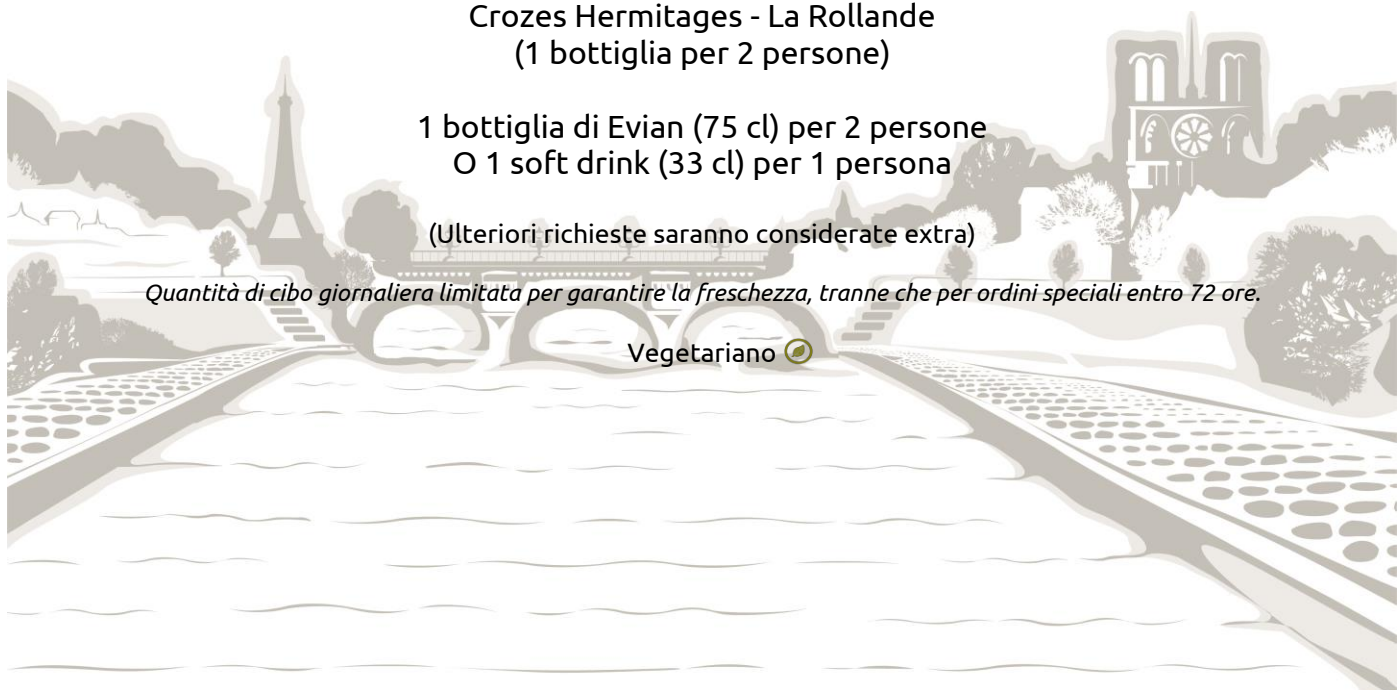 Crozes Hermitages - La Rollande
(1 bottiglia per 2 persone)
1 bottiglia di Evian (75 cl) per 2 persone
O 1 soft drink (33 cl) per 1 persona
(Ulteriori richieste saranno considerate extra)
Quantità di cibo giornaliera limitata per garantire la freschezza, tranne che per ordini speciali entro 72 ore.
Vegetariano